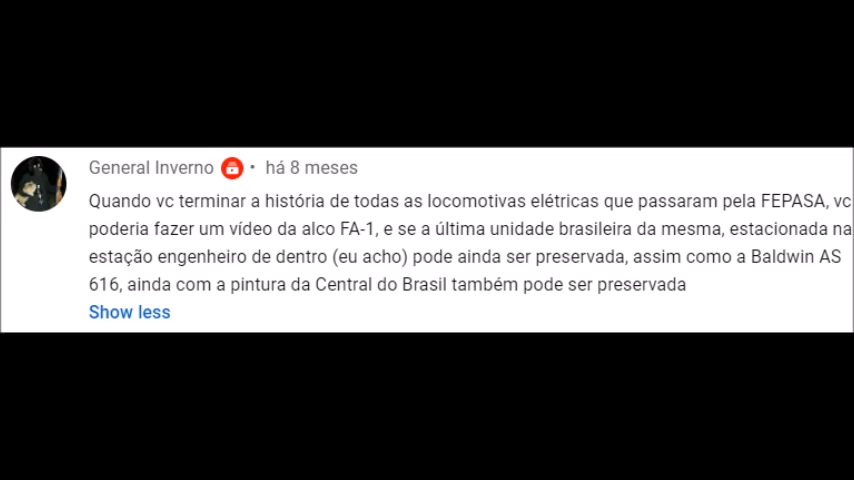 General Inverno • há 8 meses
Quando vc terminar a história de todas as locomotivas elétricas que passaram pela FEPASA, vc
poderia fazer um vídeo da alco FA-1, e se a última unidade brasileira da mesma, estacionada na
estação engenheiro de dentro (eu acho) pode ainda ser preservada, assim como a Baldwin AS
616, ainda com a pintura da Central do Brasil também pode ser preservada
Show less